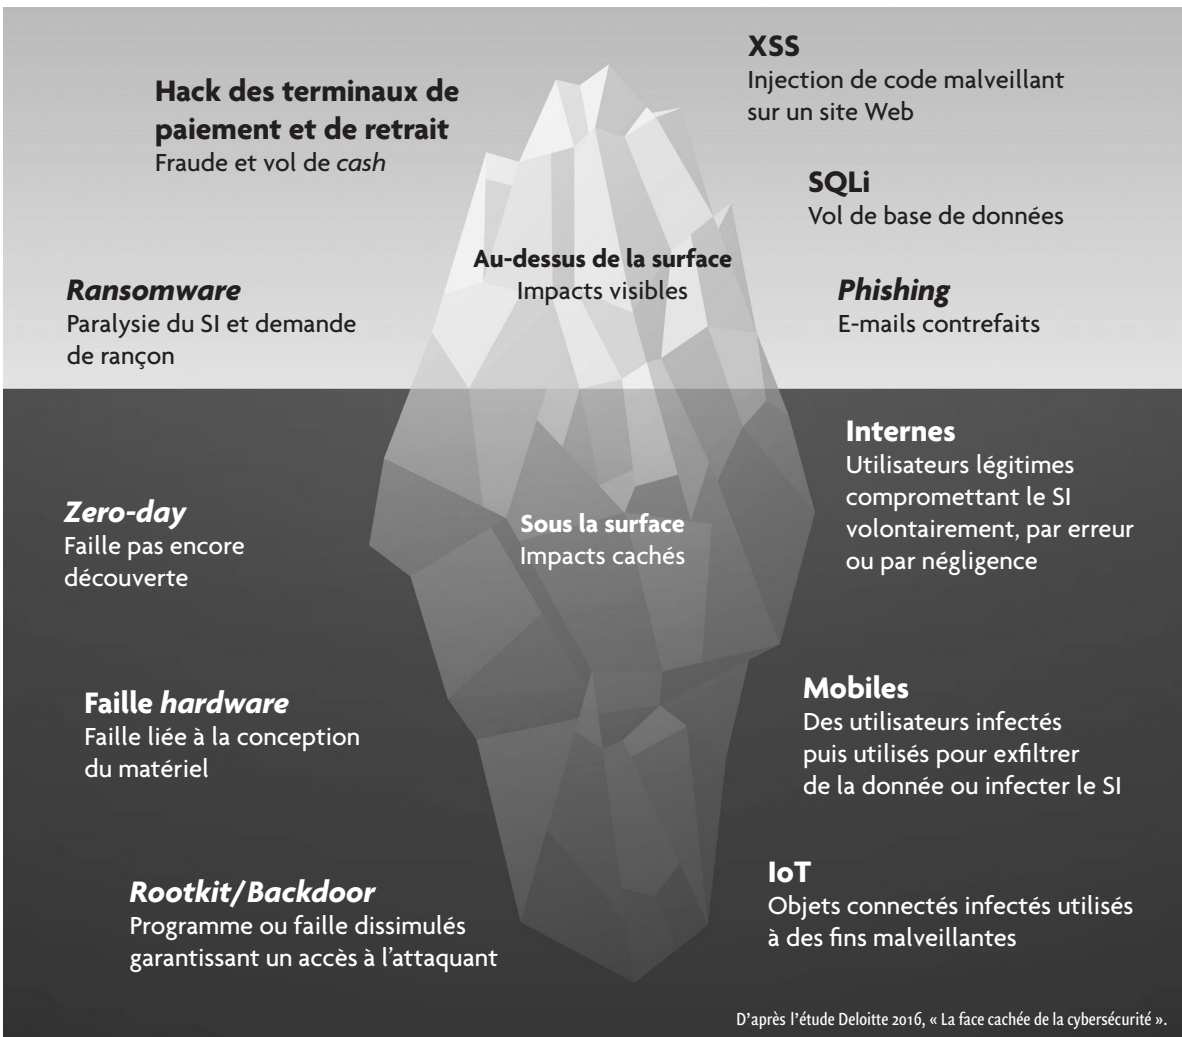 Hack des terminaux de
paiement et de retrait
Fraude et vol de cash
XSS
Injection de code malveillant
sur un site Web
SQLi
Vol de base de données
Au-dessus de la surface
Impacts visibles
Ransomware
Paralysie du SI et demande
de rançon
Phishing
E-mails contrefaits
Internes
Utilisateurs légitimes
compromettant le SI
volontairement, par erreur
ou par négligence
Zero-day
Faille pas encore
découverte
Sous la surface
Impacts cachés
Faille hardware
Faille liée à la conception
du matériel
Mobiles
Des utilisateurs infectés
puis utilisés pour exfiltrer
de la donnée ou infecter le SI
Rootkit/Backdoor
Programme ou faille dissimulés
garantissant un accès à l'attaquant
IoT
Objets connectés infectés utilisés
à des fins malveillantes
D'après l'étude Deloitte 2016, « La face cachée de la cybersécurité ».